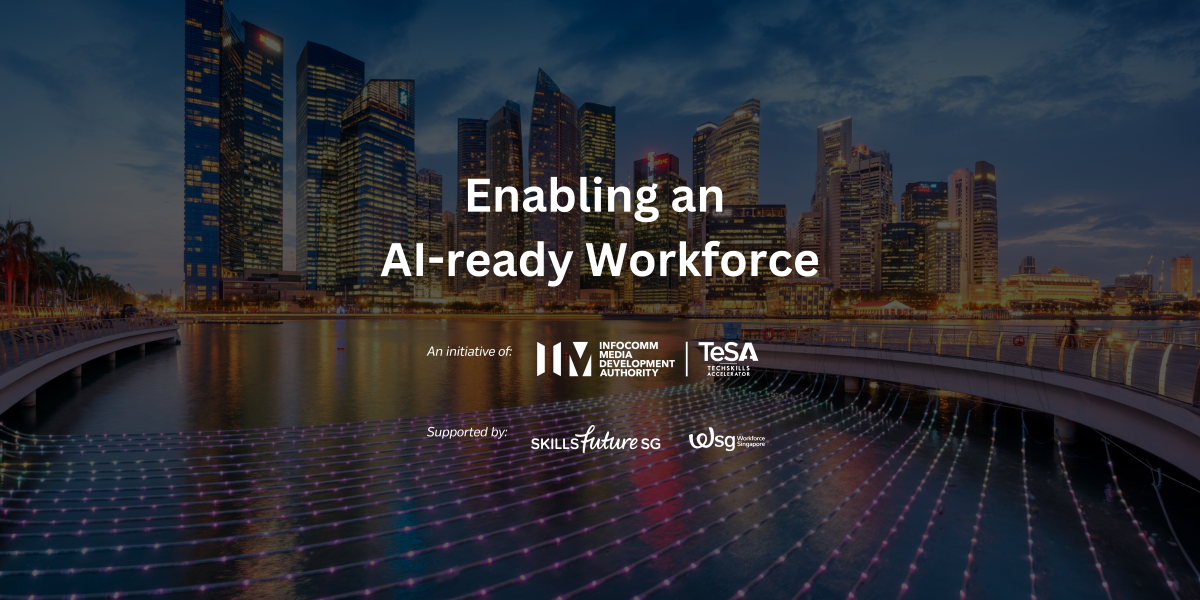 Enabling an
AI-ready Workforce
An initiative of:
INFOCOMM
MEDIA
DEVELOPMENT
AUTHORITY
TeSA
TECHSKILLS
ACCELERATOR
Supported by:
SKILLSfuture SG
wsg Workforce
Singapore